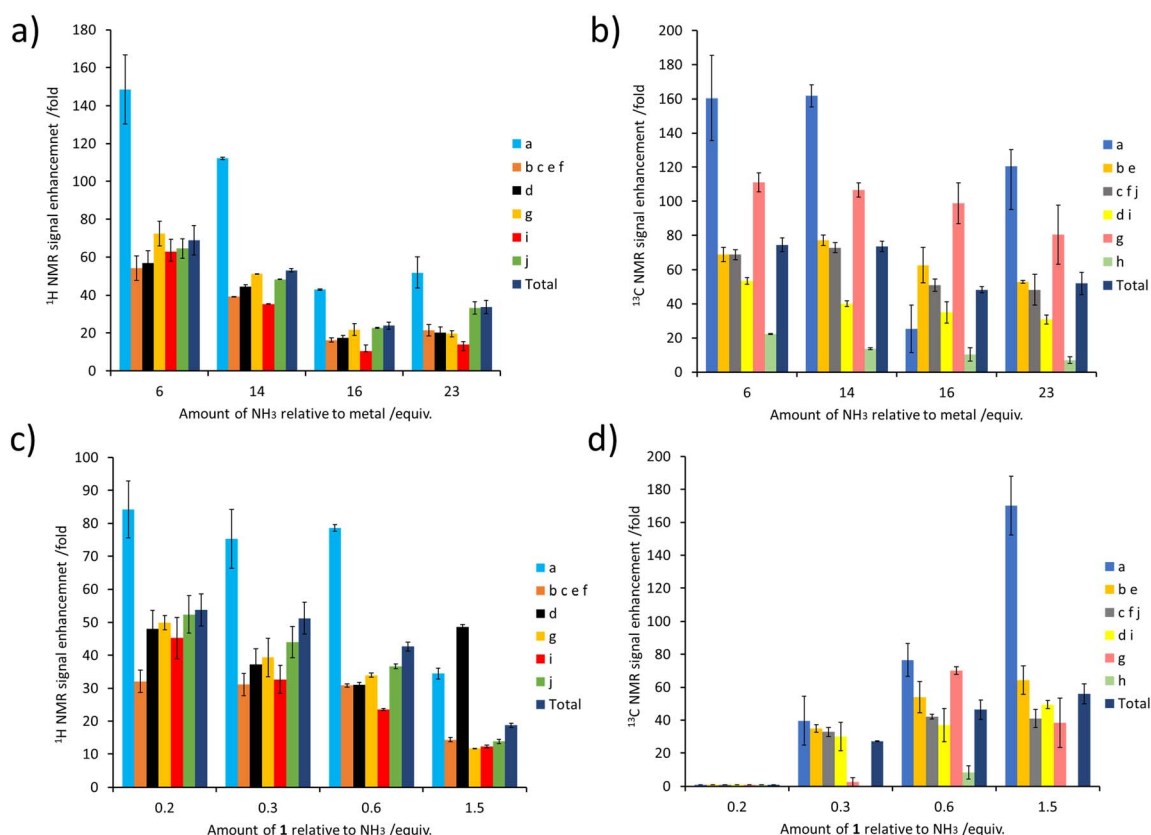 a)
¹H NMR signal enhancemnet /fold
180
160
140
120
100
80
60
40
20
0
6 14 16 23
Amount of NH₃ relative to metal /equiv.
a
b c e f
d
g
i
j
Total
b)
¹³C NMR signal enhancement /fold
200
180
160
140
120
100
80
60
40
20
0
6 14 16 23
Amount of NH₃ relative to metal /equiv.
a
b e
c f j
d i
g
h
Total
c)
¹H NMR signal enhancemnet /fold
100
90
80
70
60
50
40
30
20
10
0
0.2 0.3 0.6 1.5
Amount of 1 relative to NH₃ /equiv.
a
b c e f
d
g
i
j
Total
d)
¹³C NMR signal enhancement /fold
200
180
160
140
120
100
80
60
40
20
0
0.2 0.3 0.6 1.5
Amount of 1 relative to NH₃ /equiv.
a
b e
c f j
d i
g
h
Total